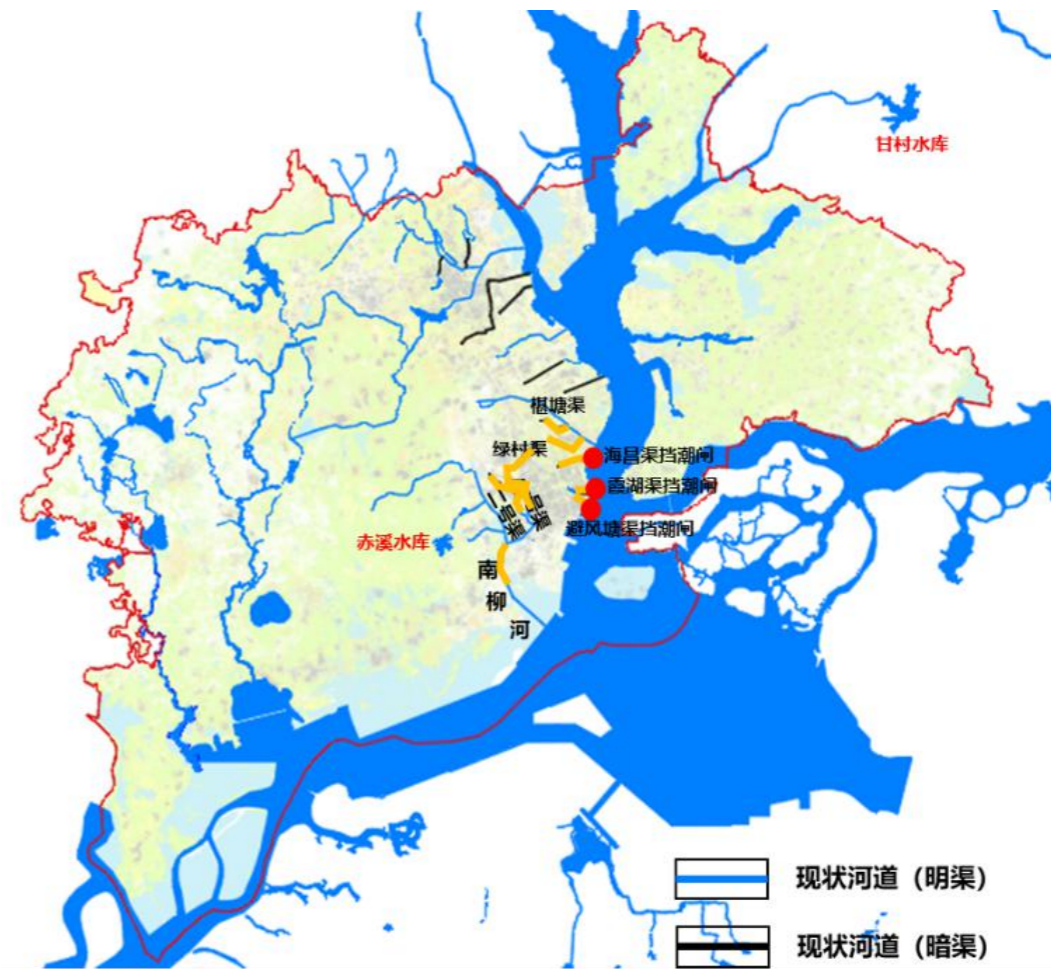 甘村水库
椹塘渠
绿村渠
海昌渠挡潮闸
霞湖渠挡潮闸
避风塘渠挡潮闸
号渠
二号渠
赤溪水库
南
柳
河
现状河道（明渠）
现状河道（暗渠）